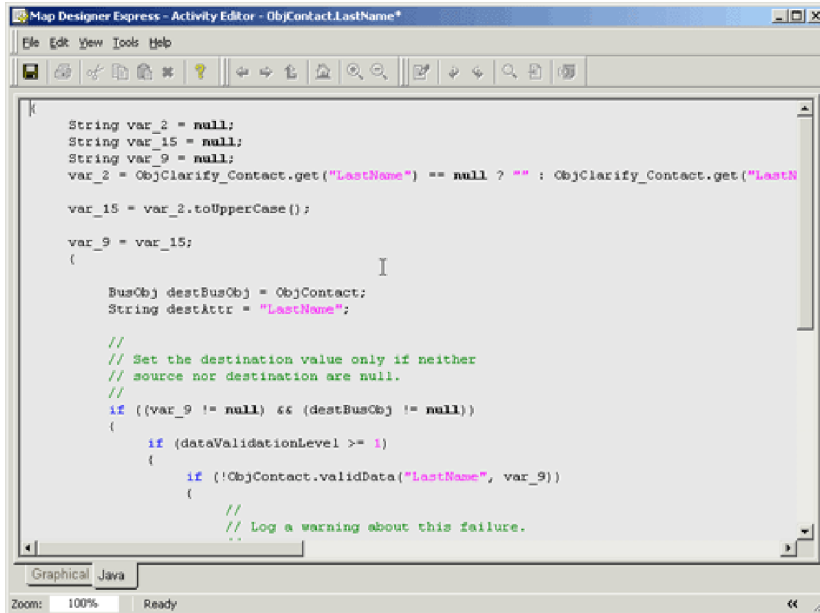 Map Designer Express - Activity Editor - ObjContact.LastName*
File Edit View Tools Help
{
String var_2 = null;
String var_15 = null;
String var_9 = null;
var_2 = ObjClarify_Contact.get("LastName") == null ? "" : ObjClarify_Contact.get("LastN
var_15 = var_2.toUpperCase();
var_9 = var_15;
{
BusObj destBusObj = ObjContact;
String destAttr = "LastName";
//
// Set the destination value only if neither
// source nor destination are null.
//
if ((var_9 != null) && (destBusObj != null))
{
if (dataValidationLevel >= 1)
{
if (!ObjContact.validData("LastName", var_9))
{
//
// Log a warning about this failure.
Graphical Java
Zoom: 100% Ready